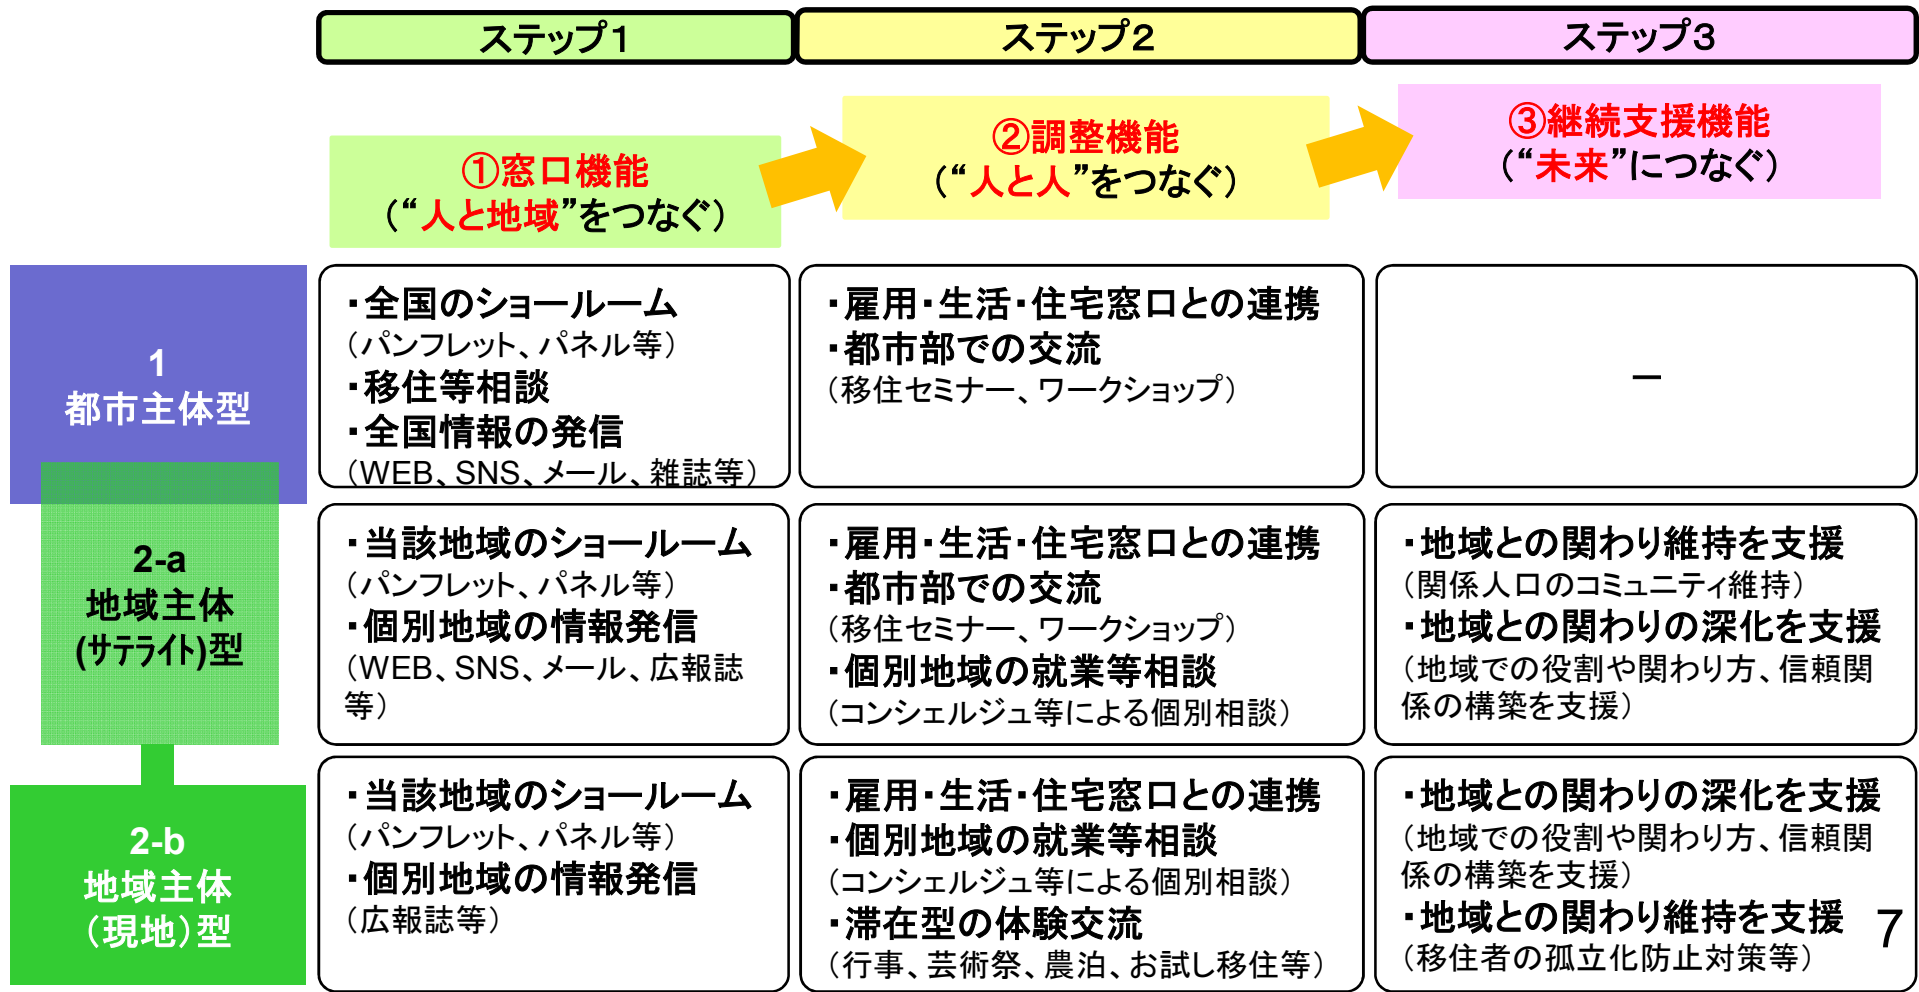 ステップ１
ステップ２
ステップ３
①窓口機能
（“人と地域”をつなぐ）
②調整機能
（“人と人”をつなぐ）
③継続支援機能
（“未来”につなぐ）
1
都市主体型
・全国のショールーム
（パンフレット、パネル等）
・移住等相談
・全国情報の発信
（WEB、SNS、メール、雑誌等）
・雇用・生活・住宅窓口との連携
・都市部での交流
（移住セミナー、ワークショップ）
－
2-a
地域主体
(サテライト)型
・当該地域のショールーム
（パンフレット、パネル等）
・個別地域の情報発信
（WEB、SNS、メール、広報誌
等）
・雇用・生活・住宅窓口との連携
・都市部での交流
（移住セミナー、ワークショップ）
・個別地域の就業等相談
（コンシェルジュ等による個別相談）
・地域との関わり維持を支援
（関係人口のコミュニティ維持）
・地域との関わりの深化を支援
（地域での役割や関わり方、信頼関
係の構築を支援）
2-b
地域主体
（現地）型
・当該地域のショールーム
（パンフレット、パネル等）
・個別地域の情報発信
（広報誌等）
・雇用・生活・住宅窓口との連携
・個別地域の就業等相談
（コンシェルジュ等による個別相談）
・滞在型の体験交流
（行事、芸術祭、農泊、お試し移住等）
・地域との関わりの深化を支援
（地域での役割や関わり方、信頼関
係の構築を支援）
・地域との関わり維持を支援
（移住者の孤立化防止対策等）
7